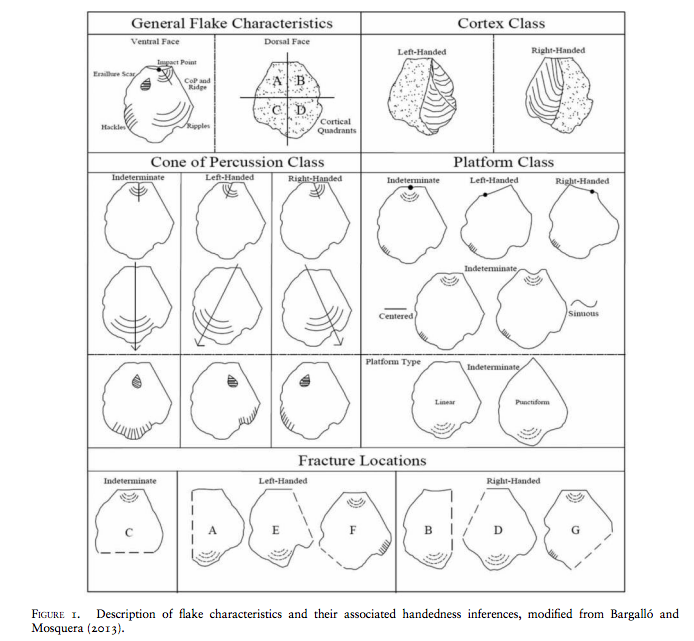 General Flake Characteristics
Ventral Face
Impact Point
Eraillure Scar
CoP and
Ridge
Hackles
Ripples
Dorsal Face
A B
C D
Cortical
Quadrants
Cortex Class
Left-Handed
Right-Handed
Cone of Percussion Class
Indeterminate
Left-Handed
Right-Handed
Platform Class
Indeterminate
Left-Handed
Right-Handed
Indeterminate
Centered
Sinuous
Platform Type
Indeterminate
Linear
Punctiform
Fracture Locations
Indeterminate
C
Left-Handed
A
E
F
Right-Handed
B
D
G
FIGURE 1. Description of flake characteristics and their associated handedness inferences, modified from Bargalló and
Mosquera (2013).